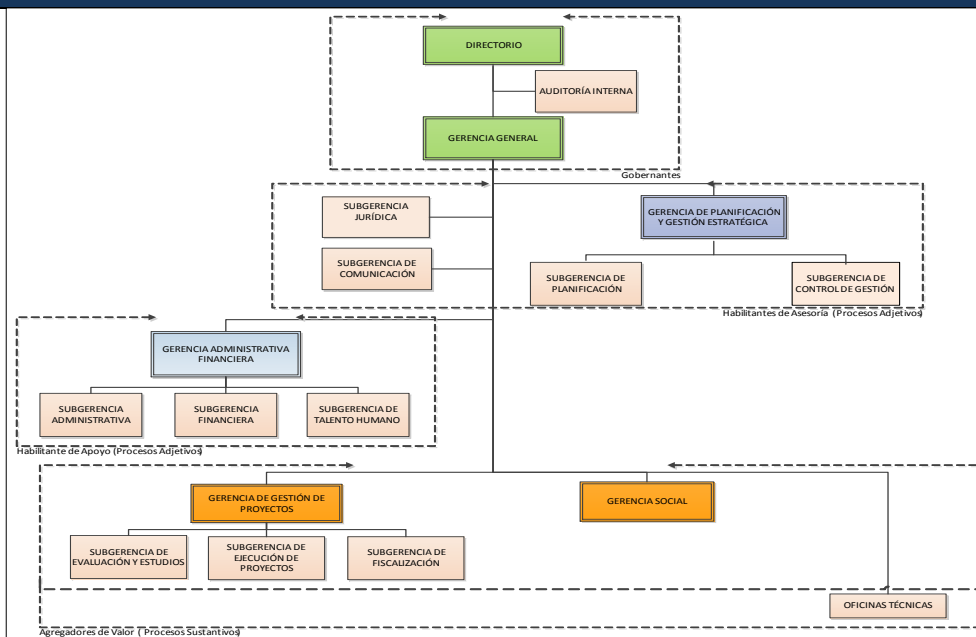 DIRECTORIO
AUDITORÍA INTERNA
GERENCIA GENERAL
Gobernantes
SUBGERENCIA
JURÍDICA
GERENCIA DE PLANIFICACIÓN
Y GESTIÓN ESTRATÉGICA
SUBGERENCIA DE
COMUNICACIÓN
SUBGERENCIA DE
PLANIFICACIÓN
SUBGERENCIA DE
CONTROL DE GESTIÓN
Habilitantes de Asesoría (Procesos Adjetivos)
GERENCIA ADMINISTRATIVA
FINANCIERA
SUBGERENCIA
ADMINISTRATIVA
SUBGERENCIA
FINANCIERA
SUBGERENCIA DE
TALENTO HUMANO
Habilitante de Apoyo (Procesos Adjetivos)
GERENCIA DE GESTIÓN DE
PROYECTOS
GERENCIA SOCIAL
SUBGERENCIA DE
EVALUACIÓN Y ESTUDIOS
SUBGERENCIA DE
EJECUCIÓN DE
PROYECTOS
SUBGERENCIA DE
FISCALIZACIÓN
OFICINAS TÉCNICAS
Agregadores de Valor ( Procesos Sustantivos)